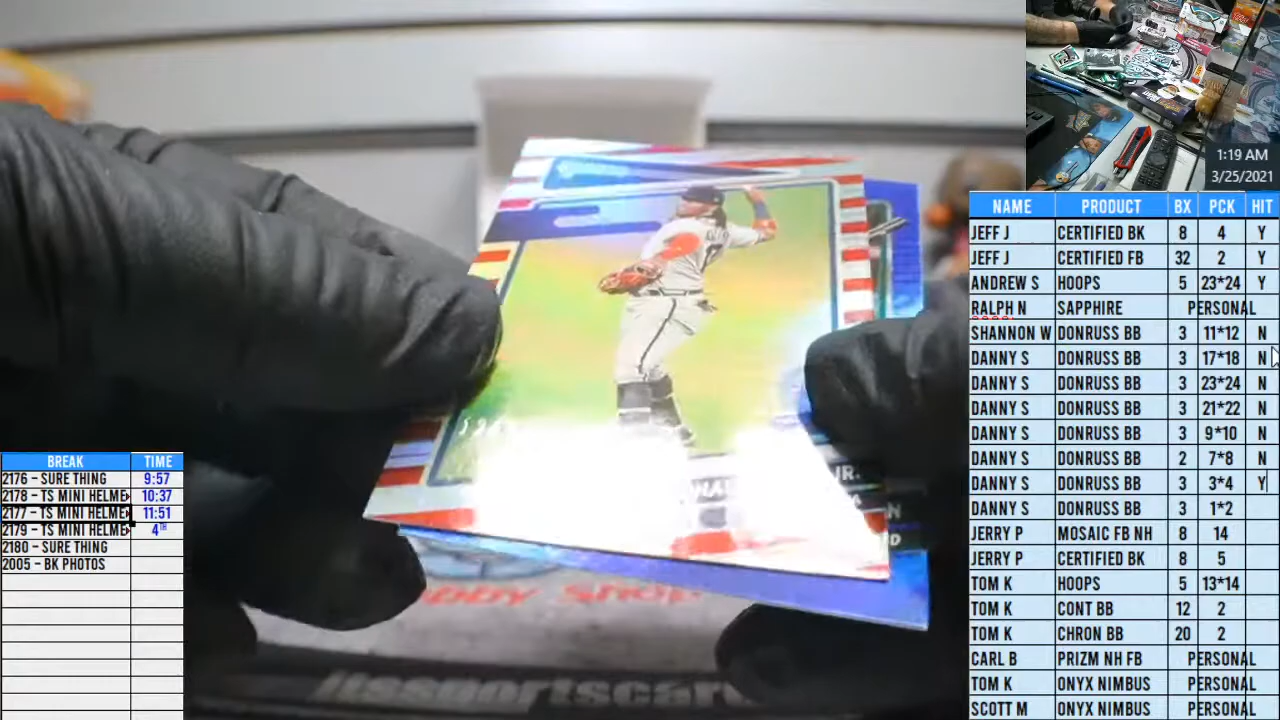 1:19 AM
3/25/2021
NAME PRODUCT BX PCK HIT
JEFF J CERTIFIED BK 8 4 Y
JEFF J CERTIFIED FB 32 2 Y
ANDREW S HOOPS 5 23*24 Y
RALPH N SAPPHIRE PERSONAL
SHANNON W DONRUSS BB 3 11*12 N
DANNY S DONRUSS BB 3 17*18 N
DANNY S DONRUSS BB 3 23*24 N
DANNY S DONRUSS BB 3 21*22 N
DANNY S DONRUSS BB 3 9*10 N
DANNY S DONRUSS BB 2 7*8 N
DANNY S DONRUSS BB 3 3*4 Y
DANNY S DONRUSS BB 3 1*2
JERRY P MOSAIC FB NH 8 14
JERRY P CERTIFIED BK 8 5
TOM K HOOPS 5 13*14
TOM K CONT BB 12 2
TOM K CHRON BB 20 2
CARL B PRIZM NH FB PERSONAL
TOM K ONYX NIMBUS PERSONAL
SCOTT M ONYX NIMBUS PERSONAL
BREAK TIME
2176 - SURE THING 9:57
2178 - TS MINI HELME 10:37
2177 - TS MINI HELME 11:51
2179 - TS MINI HELME 4TH
2180 - SURE THING
2005 - BK PHOTOS
JR.